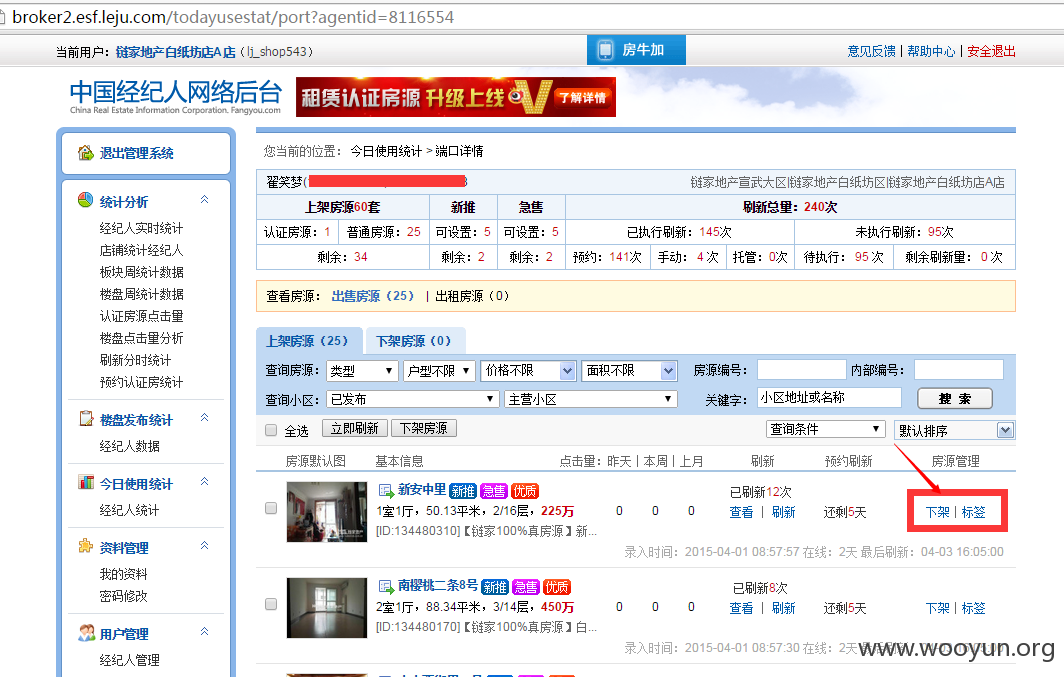 broker2.esf.leju.com/todayusestat/port?agentid=8116554
当前用户：链家地产白纸坊店A店（lj_shop543）
房牛加
意见反馈 | 帮助中心 | 安全退出
中国经纪人网络后台
China Real Estate Information Corporation. Fangyou.com
租赁认证房源 升级上线 V 了解详情
退出管理系统
统计分析
经纪人实时统计
店铺统计经纪人
板块周统计数据
楼盘周统计数据
认证房源点击量
楼盘点击量分析
刷新分时统计
预约认证房统计
楼盘发布统计
经纪人数据
今日使用统计
经纪人统计
资料管理
我的资料
密码修改
用户管理
经纪人管理
您当前的位置： 今日使用统计 > 端口详情
翟笑梦( 链家地产宣武大区|链家地产白纸坊区|链家地产白纸坊店A店
上架房源60套 新推 急售 刷新总量：240次
认证房源：1 普通房源：25 可设置：5 可设置：5 已执行刷新：145次 未执行刷新：95次
剩余：34 剩余：2 剩余：2 预约：141次 手动：4 次 托管：0次 待执行：95 次 剩余刷新量：0 次
查看房源： 出售房源（25） | 出租房源（0）
上架房源（25） 下架房源（0）
查询房源： 类型 户型不限 价格不限 面积不限 房源编号： 内部编号：
查询小区： 已发布 主营小区 关键字： 小区地址或名称 搜 索
全选 立即刷新 下架房源 查询条件 默认排序
房源默认图 基本信息 点击量：昨天 | 本周 | 上月 刷新 预约刷新 房源管理
新安中里 新推 急售 优质 已刷新12次
1室1厅，50.13平米，2/16层，225万 0 0 0 查看 | 刷新 还剩5天 下架 | 标签
[ID:134480310]【链家100%真房源】新...
录入时间：2015-04-01 08:57:57 在线：2天 最后刷新：04-03 16:05:00
南樱桃二条8号 新推 急售 优质 已刷新8次
2室1厅，88.34平米，3/14层，450万 0 0 0 查看 | 刷新 还剩5天 下架 | 标签
[ID:134480170]【链家100%真房源】白...
录入时间：2015-04-01 08:57:30 在线：2天
www.wooyun.org